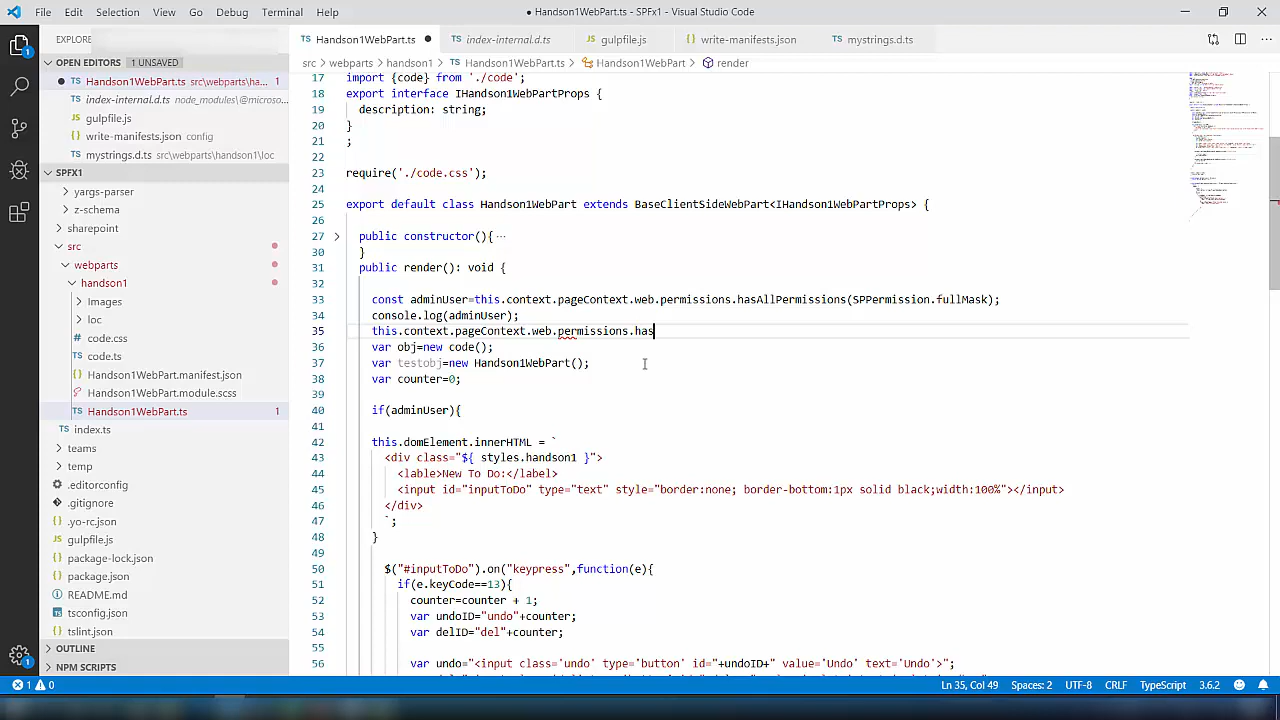 File Edit Selection View Go Debug Terminal Help
● Handson1WebPart.ts - SPFx1 - Visual Studio Code
EXPLORE
TS Handson1WebPart.ts ●
TS index-internal.d.ts
gulpfile.js
{} write-manifests.json
TS mystrings.d.ts
src > webparts > handson1 > TS Handson1WebPart.ts > Handson1WebPart > render
OPEN EDITORS 1 UNSAVED
● Handson1WebPart.ts src\webparts\ha... 1
TS index-internal.d.ts node_modules\@microso...
gulpfile.js
{} write-manifests.json config
TS mystrings.d.ts src\webparts\handson1\loc
SPFX1
> yargs-parser
> z-schema
> sharepoint
src
webparts
handson1
> Images
> loc
code.css
TS code.ts
{} Handson1WebPart.manifest.json
Handson1WebPart.module.scss
TS Handson1WebPart.ts 1
TS index.ts
> teams
> temp
.editorconfig
.gitignore
{} .yo-rc.json
gulpfile.js
{} package-lock.json
{} package.json
README.md
tsconfig.json
{} tslint.json
> OUTLINE
> NPM SCRIPTS
17 import {code} from './code';
18 export interface IHandson1WebPartProps {
19 description: string;
20 }
21 ;
22
23 require('./code.css');
24
25 export default class Handson1WebPart extends BaseClientSideWebPart<IHandson1WebPartProps> {
26
27 > public constructor(){ ...
30 }
31 public render(): void {
32
33 const adminUser=this.context.pageContext.web.permissions.hasAllPermissions(SPPermission.fullMask);
34 console.log(adminUser);
35 this.context.pageContext.web.permissions.has
36 var obj=new code();
37 var testobj=new Handson1WebPart();
38 var counter=0;
39
40 if(adminUser){
41
42 this.domElement.innerHTML = `
43 <div class="${ styles.handson1 }">
44 <lable>New To Do:</label>
45 <input id="inputToDo" type="text" style="border:none; border-bottom:1px solid black;width:100%"></input>
46 </div>
47 `;
48 }
49
50 $("#inputToDo").on("keypress",function(e){
51 if(e.keyCode==13){
52 counter=counter + 1;
53 var undoID="undo"+counter;
54 var delID="del"+counter;
55
56 var undo="<input class='undo' type='button' id="+undoID+" value='Undo' text='Undo'>";
1 0
Ln 35, Col 49 Spaces: 2 UTF-8 CRLF TypeScript 3.6.2